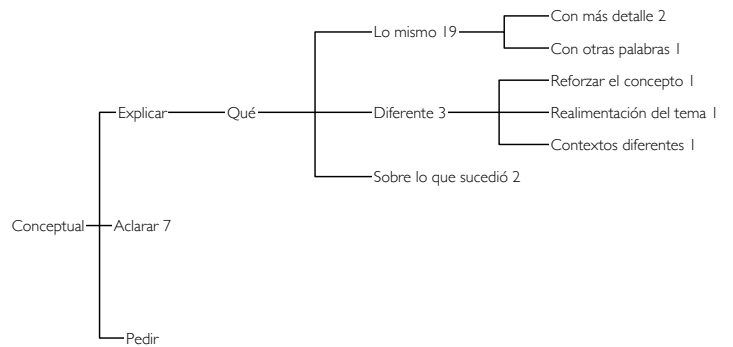 Con más detalle 2
Lo mismo 19
Con otras palabras 1
Reforzar el concepto 1
Explicar
Qué
Diferente 3
Realimentación del tema 1
Contextos diferentes 1
Sobre lo que sucedió 2
Conceptual
Aclarar 7
Pedir